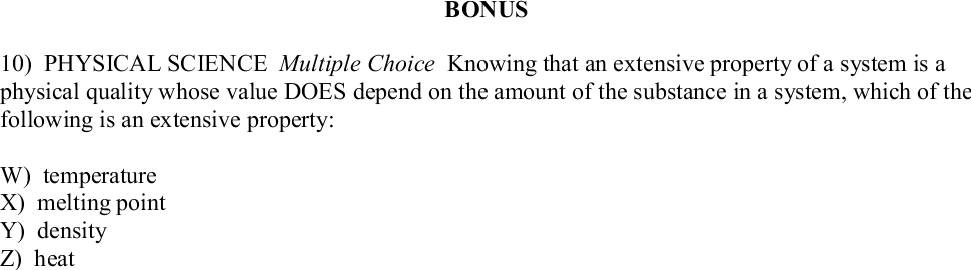 BONUS
10) PHYSICAL SCIENCE Multiple Choice Knowing that an extensive property of a system is a
physical quality whose value DOES depend on the amount of the substance in a system, which of the
following is an extensive property:
W) temperature
X) melting point
Y) density
Z) heat